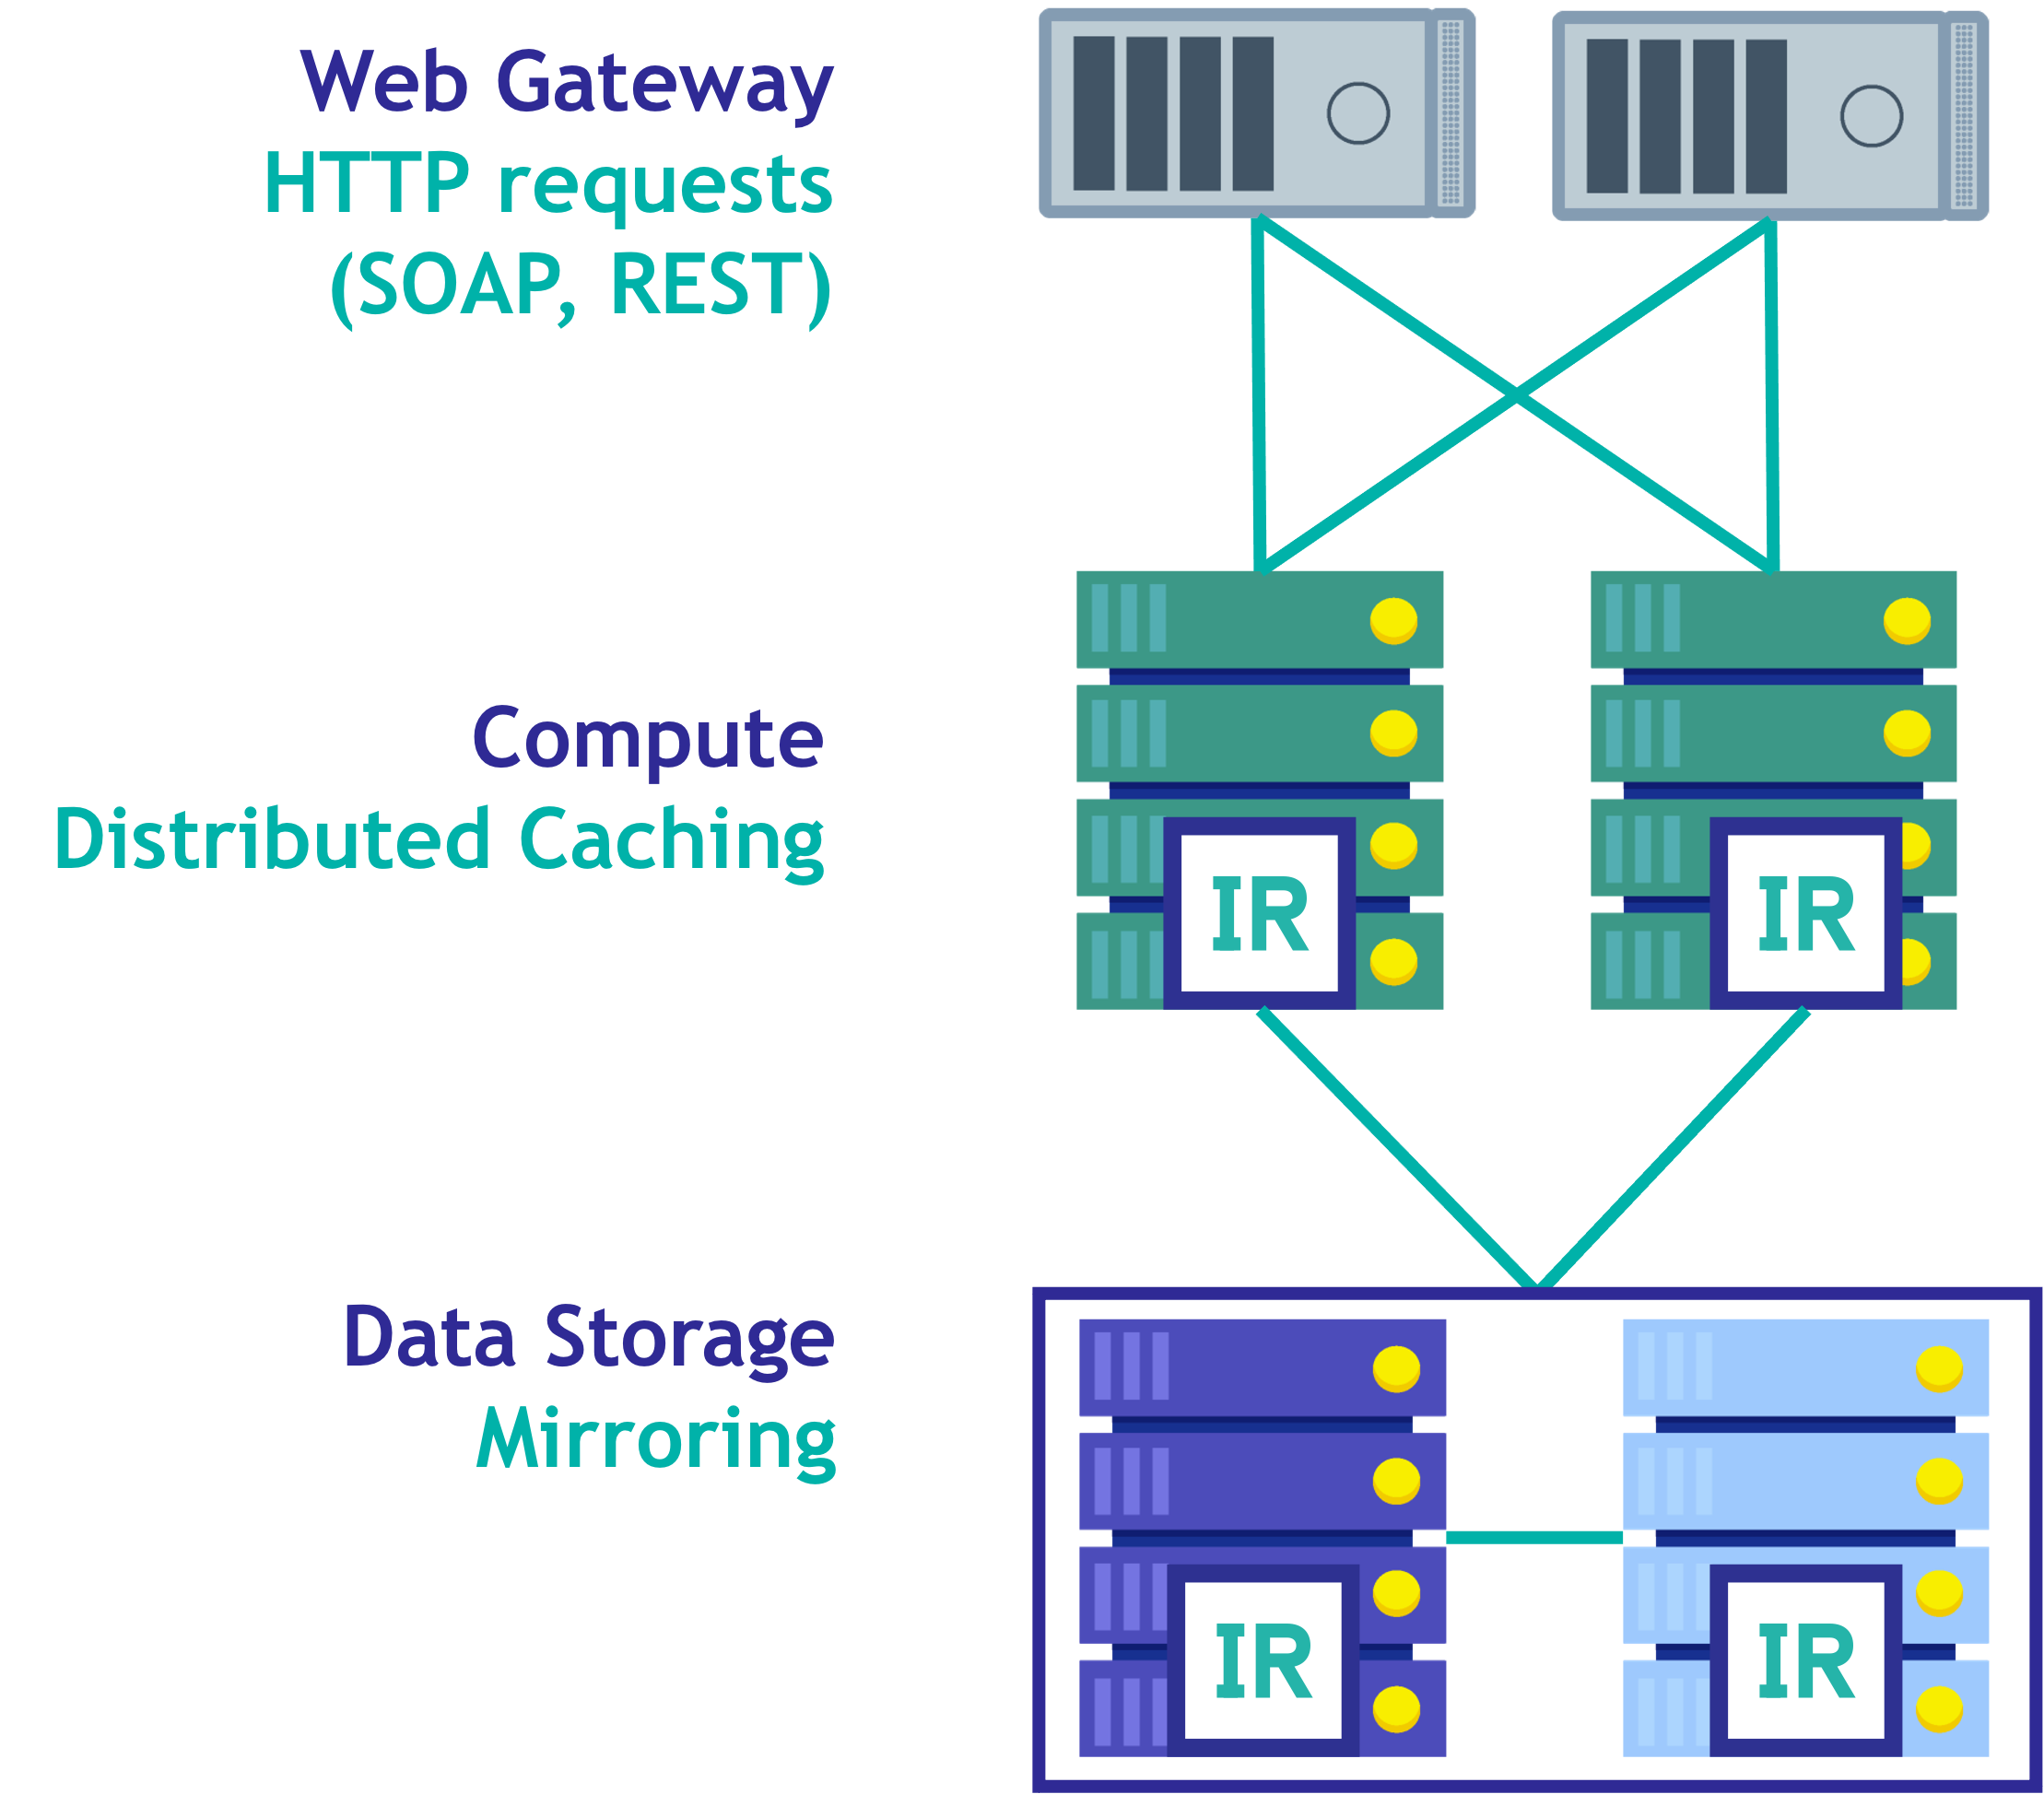 Web Gateway
HTTP requests
(SOAP, REST)
Compute
Distributed Caching
IR
IR
Data Storage
Mirroring
IR
IR